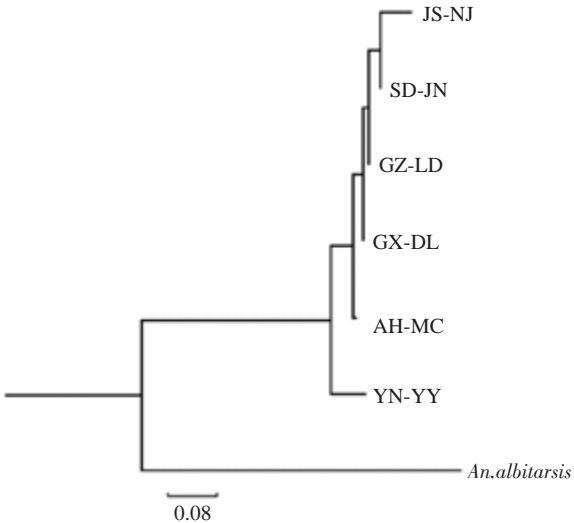 JS-NJ
SD-JN
GZ-LD
GX-DL
AH-MC
YN-YY
An.albitarsis
0.08